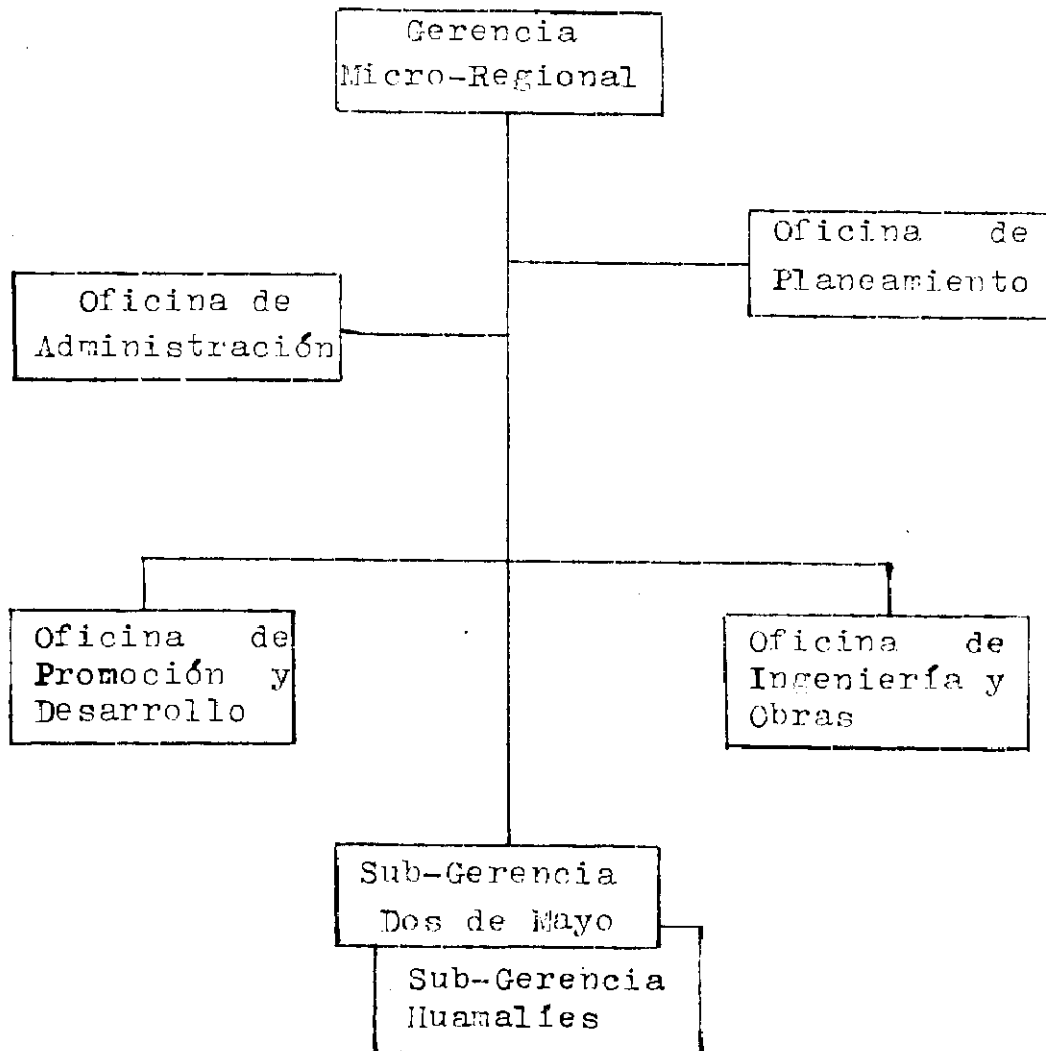 Gerencia
Micro-Regional
Oficina de
Planeamiento
Oficina de
Administración
Oficina de
Promoción y
Desarrollo
Oficina de
Ingeniería y
Obras
Sub-Gerencia
Dos de Mayo
Sub-Gerencia
Huamalíes